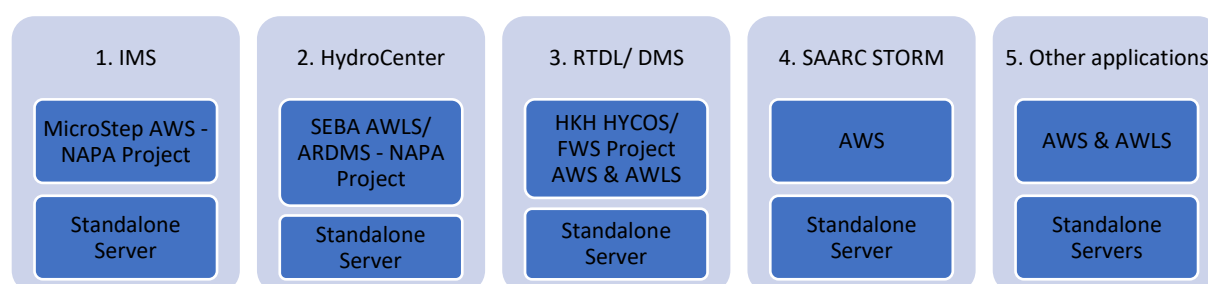 1. IMS
MicroStep AWS -
NAPA Project
Standalone
Server
2. HydroCenter
SEBA AWLS/
ARDMS - NAPA
Project
Standalone
Server
3. RTDL/ DMS
HKH HYCOS/
FWS Project
AWS & AWLS
Standalone
Server
4. SAARC STORM
AWS
Standalone
Server
5. Other applications
AWS & AWLS
Standalone
Servers